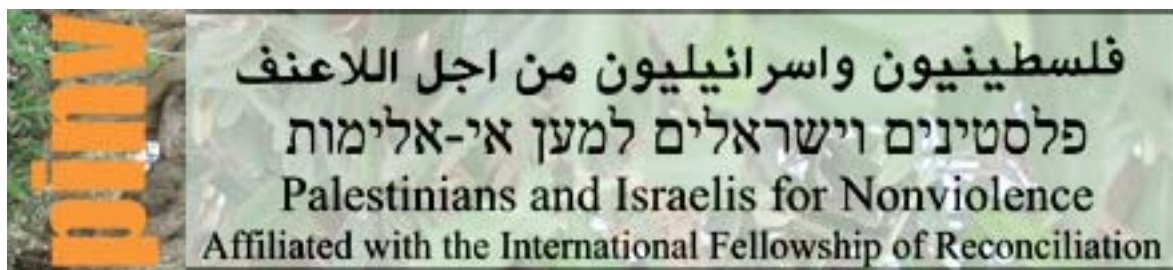 pinv
فلسطينيون واسرائيليون من اجل اللاعنف
פלסטינים וישראלים למען אי-אלימות
Palestinians and Israelis for Nonviolence
Affiliated with the International Fellowship of Reconciliation